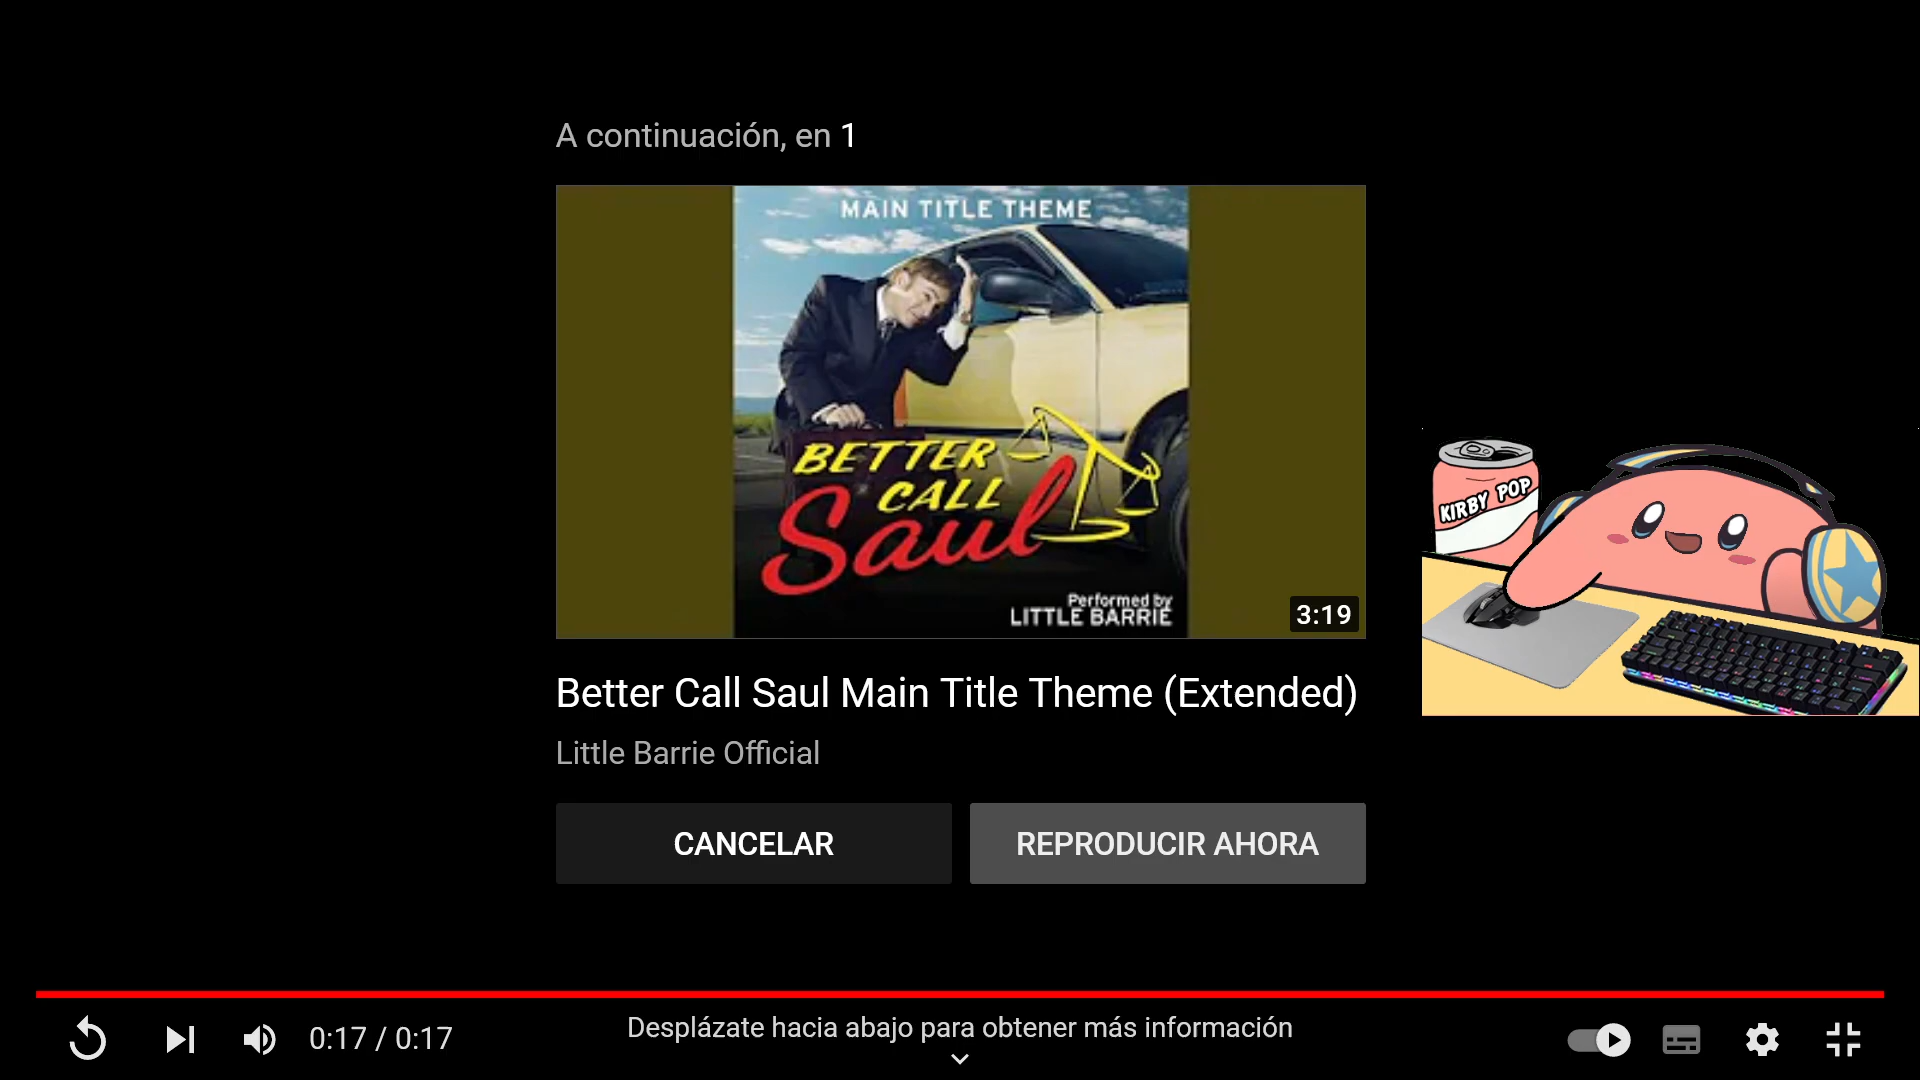 A continuación, en 1
MAIN TITLE THEME
BETTER
CALL
Saul
Performed by
LITTLE BARRIE
3:19
KIRBY POP
Better Call Saul Main Title Theme (Extended)
Little Barrie Official
CANCELAR
REPRODUCIR AHORA
0:17 / 0:17
Desplázate hacia abajo para obtener más información